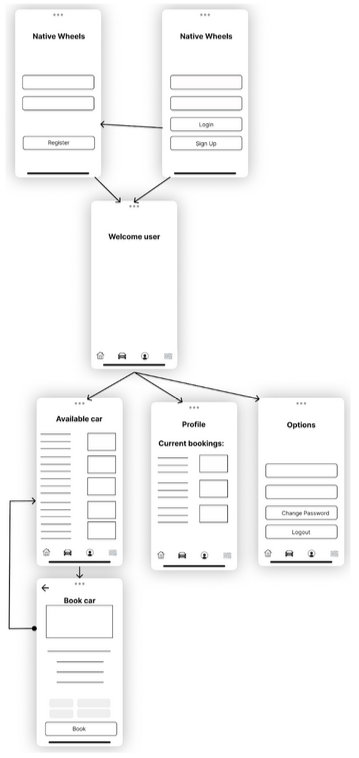 Native Wheels
Register
Native Wheels
Login
Sign Up
Welcome user
Available car
Profile
Current bookings:
Options
Change Password
Logout
Book car
Book